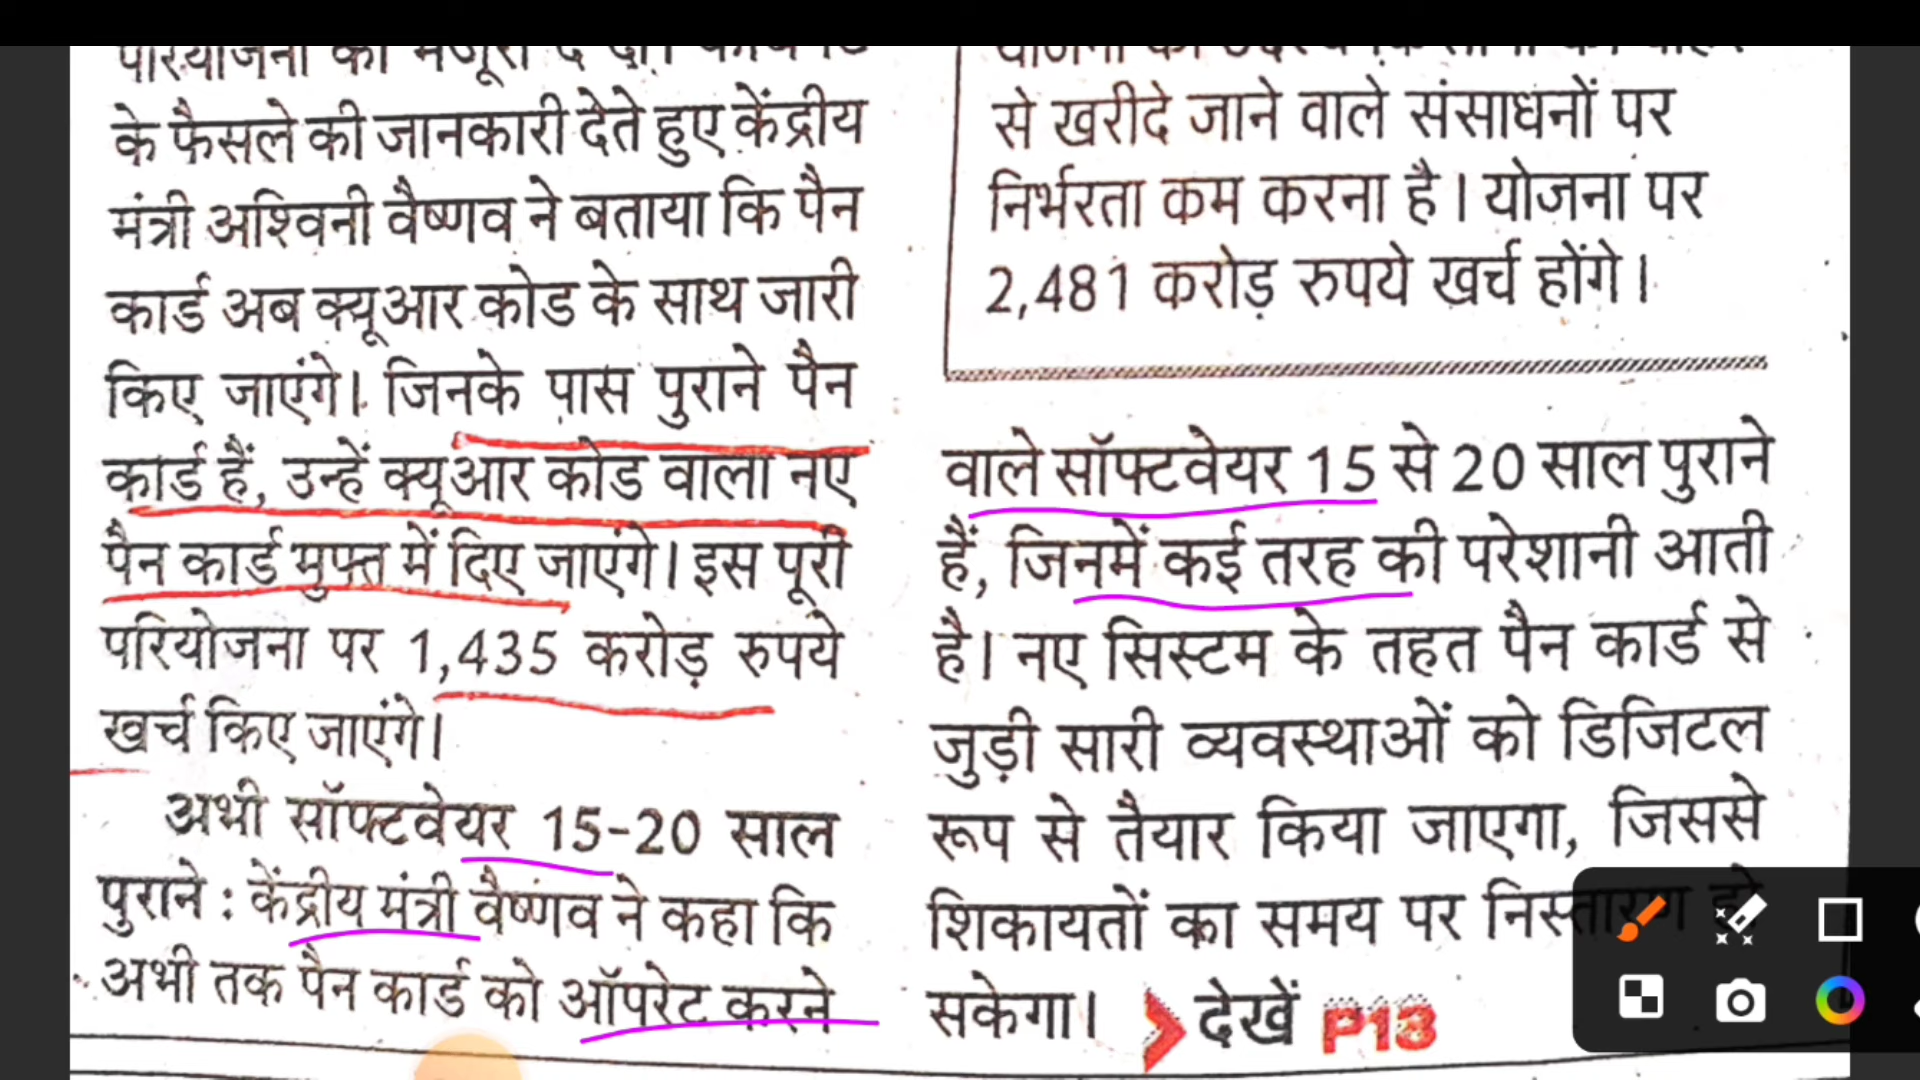 परियोजना को मंजूरी दे दी।
के फैसले की जानकारी देते हुए केंद्रीय
मंत्री अश्विनी वैष्णव ने बताया कि पैन
कार्ड अब क्यूआर कोड के साथ जारी
किए जाएंगे। जिनके पास पुराने पैन
कार्ड हैं, उन्हें क्यूआर कोड वाला नए
पैन कार्ड मुफ्त में दिए जाएंगे। इस पूरी
परियोजना पर 1,435 करोड़ रुपये
खर्च किए जाएंगे।
अभी सॉफ्टवेयर 15-20 साल
पुराने : केंद्रीय मंत्री वैष्णव ने कहा कि
अभी तक पैन कार्ड को ऑपरेट करने
से खरीदे जाने वाले संसाधनों पर
निर्भरता कम करना है। योजना पर
2,481 करोड़ रुपये खर्च होंगे।
वाले सॉफ्टवेयर 15 से 20 साल पुराने
हैं, जिनमें कई तरह की परेशानी आती
है। नए सिस्टम के तहत पैन कार्ड से
जुड़ी सारी व्यवस्थाओं को डिजिटल
रूप से तैयार किया जाएगा, जिससे
शिकायतों का समय पर निस्तारण हो
सकेगा। देखें P13